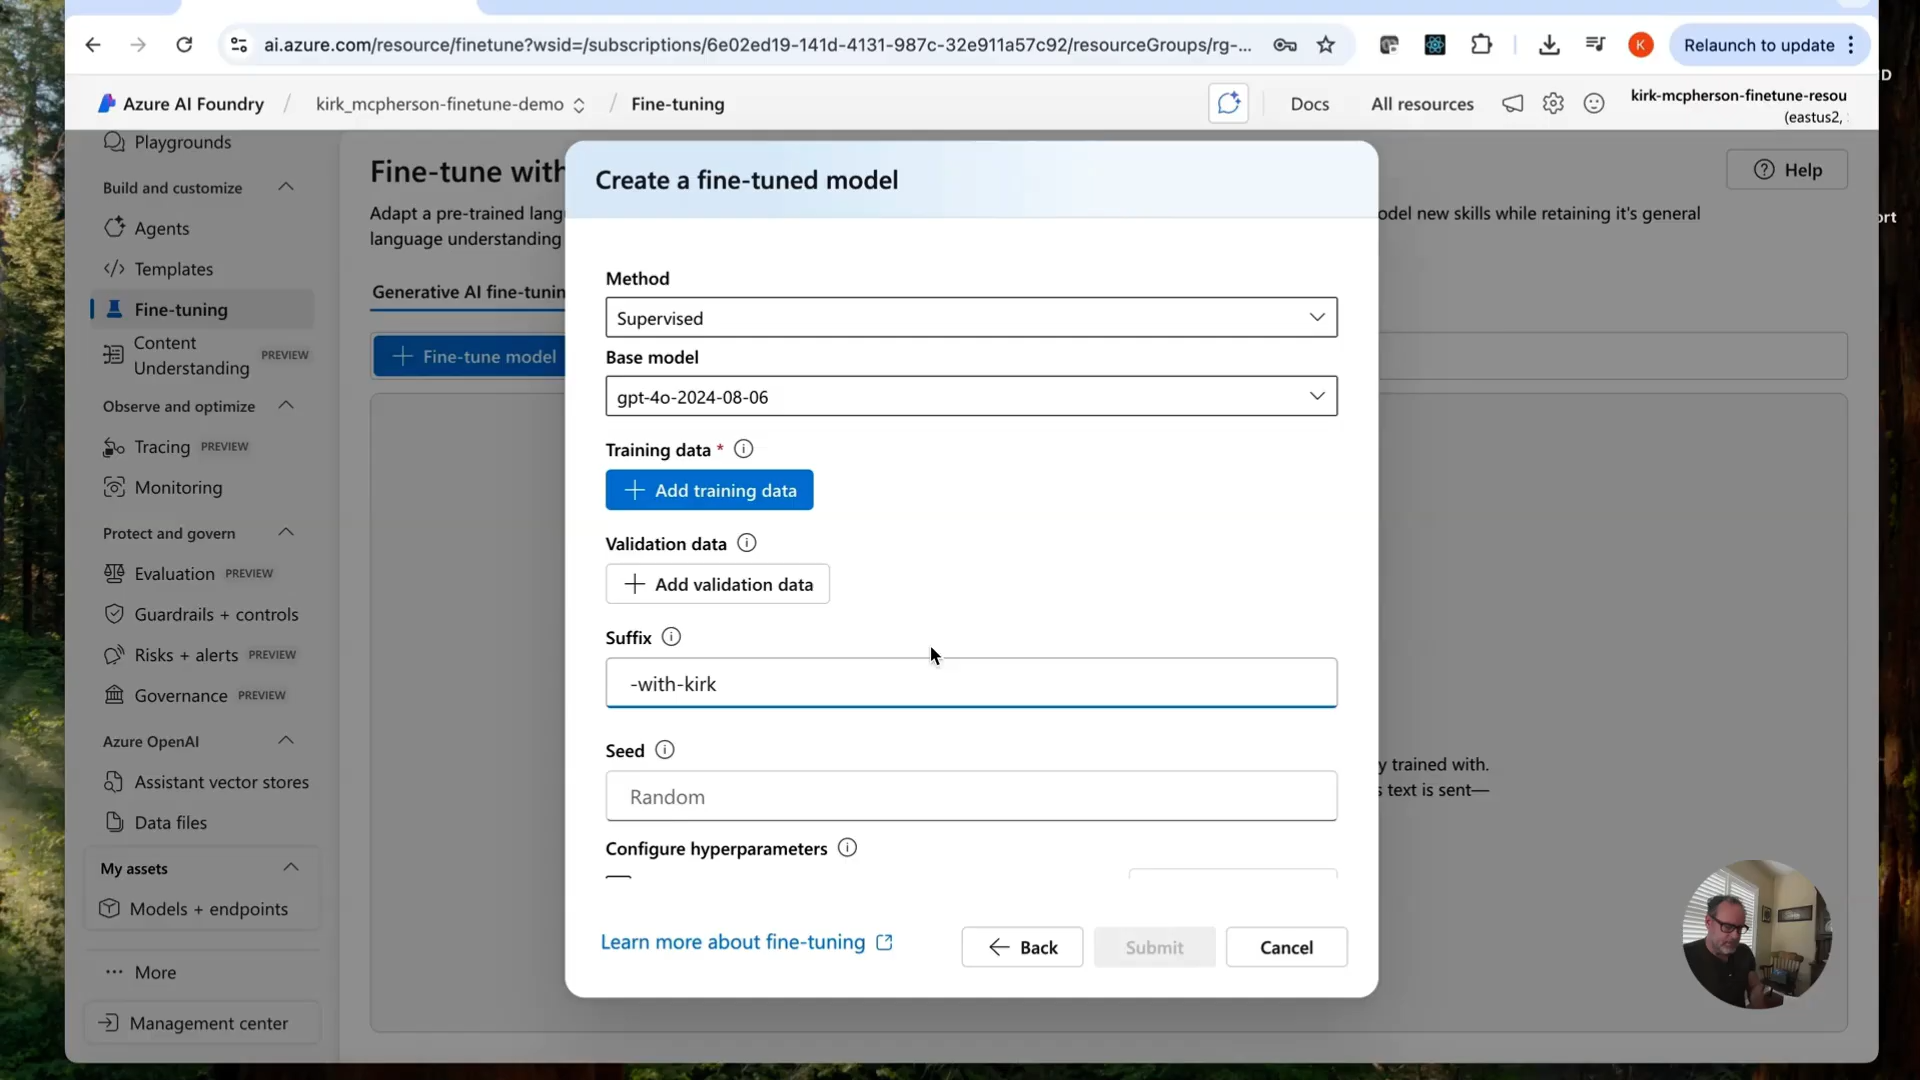 ai.azure.com/resource/finetune?wsid=/subscriptions/6e02ed19-141d-4131-987c-32e911a57c92/resourceGroups/rg-...
K
Relaunch to update
Azure AI Foundry / kirk_mcpherson-finetune-demo / Fine-tuning
Docs
All resources
kirk-mcpherson-finetune-resou
(eastus2,
Playgrounds
Build and customize
Agents
Templates
Fine-tuning
Content
Understanding PREVIEW
Observe and optimize
Tracing PREVIEW
Monitoring
Protect and govern
Evaluation PREVIEW
Guardrails + controls
Risks + alerts PREVIEW
Governance PREVIEW
Azure OpenAI
Assistant vector stores
Data files
My assets
Models + endpoints
More
Management center
Fine-tune with
Adapt a pre-trained lang
odel new skills while retaining it's general
language understanding
Generative AI fine-tunin
Fine-tune model
Help
y trained with.
s text is sent—
Create a fine-tuned model
Method
Supervised
Base model
gpt-4o-2024-08-06
Training data *
Add training data
Validation data
Add validation data
Suffix
-with-kirk
Seed
Random
Configure hyperparameters
Learn more about fine-tuning
Back
Submit
Cancel
D
ort